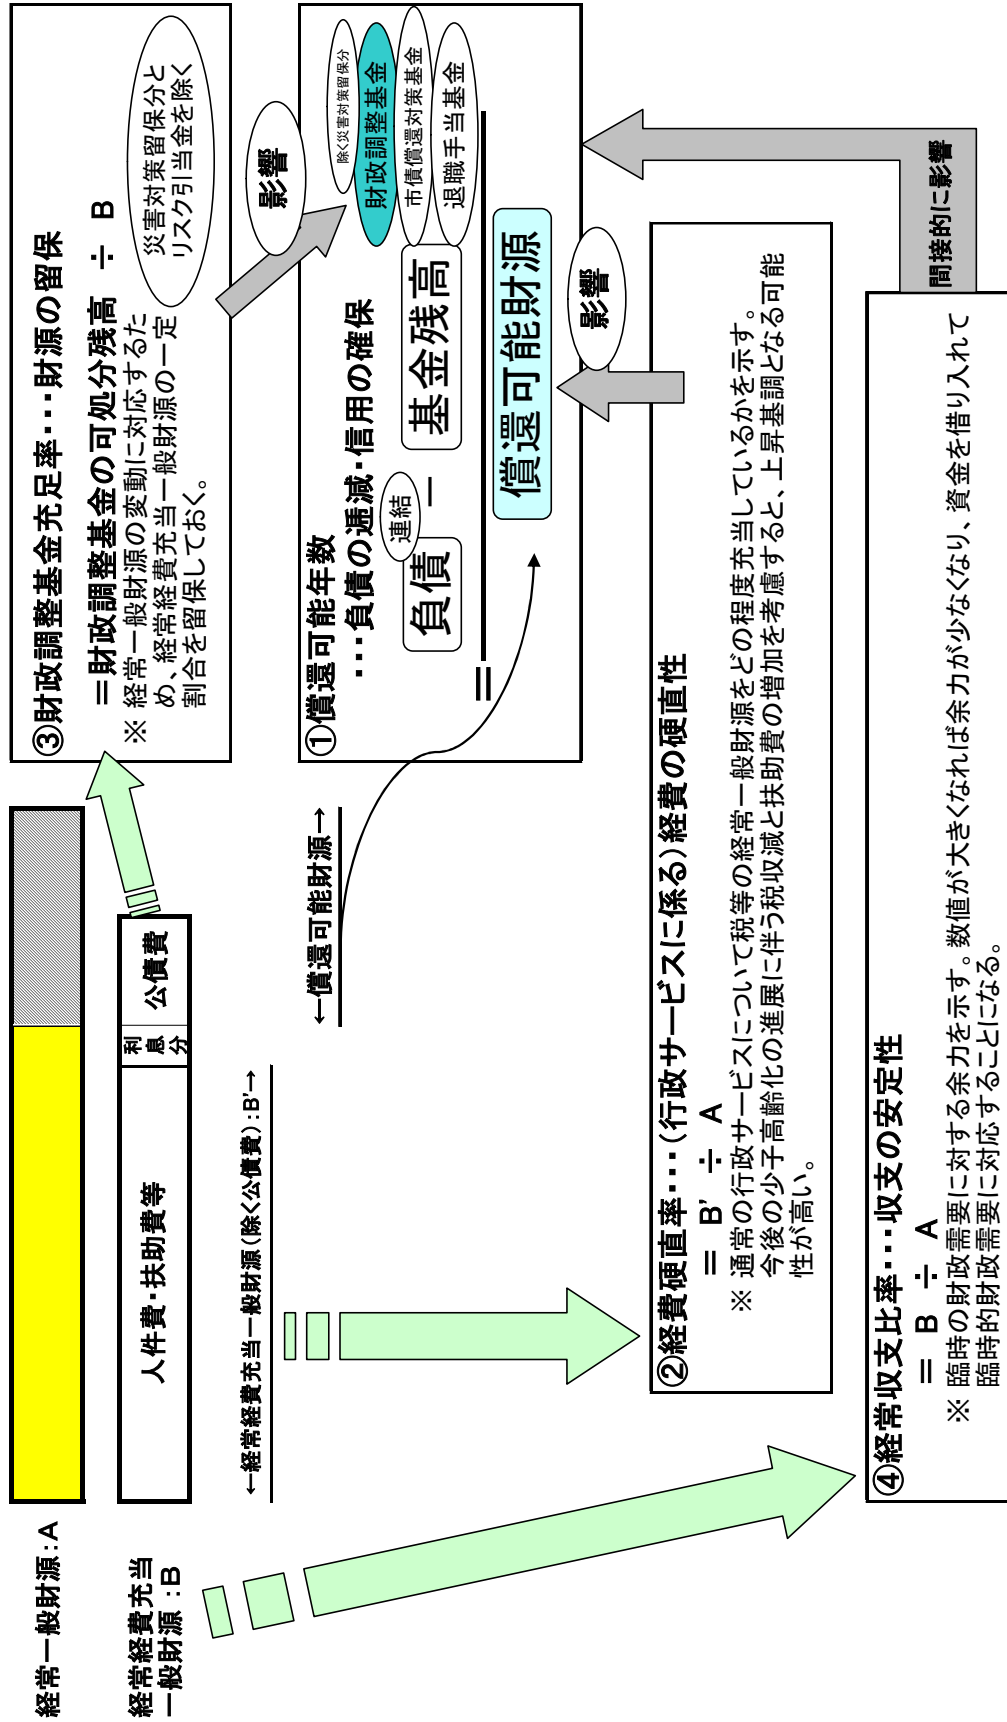 経常一般財源：A
経常経費充当
一般財源：B
人件費・扶助費等
利息分
公債費
←経常経費充当一般財源（除く公債費）：B'→
←償還可能財源→
③財政調整基金充足率・・・財源の留保
＝財政調整基金の可処分残高 ÷ B
※ 経常一般財源の変動に対応するた
め、経常経費充当一般財源の一定
割合を留保しておく。
災害対策留保分と
リスク引当金を除く
影響
①償還可能年数
・・・負債の逓減・信用の確保
連結
負債 － 基金残高
除く災害対策留保分
財政調整基金
市債償還対策基金
退職手当基金
＝
償還可能財源
影響
②経費硬直率・・・（行政サービスに係る）経費の硬直性
＝ B' ÷ A
※ 通常の行政サービスについて税等の経常一般財源をどの程度充当しているかを示す。
今後の少子高齢化の進展に伴う税収減と扶助費の増加を考慮すると、上昇基調となる可能
性が高い。
間接的に影響
④経常収支比率・・・収支の安定性
＝ B ÷ A
※ 臨時の財政需要に対する余力を示す。数値が大きくなれば余力が少なくなり、資金を借り入れて
臨時的財政需要に対応することになる。